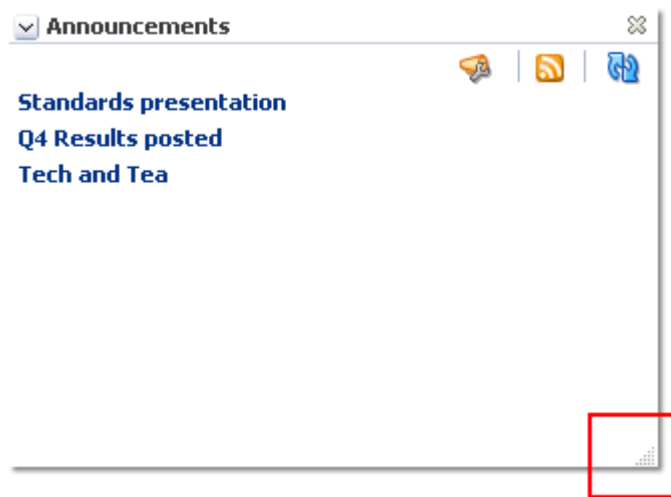 Announcements
Standards presentation
Q4 Results posted
Tech and Tea